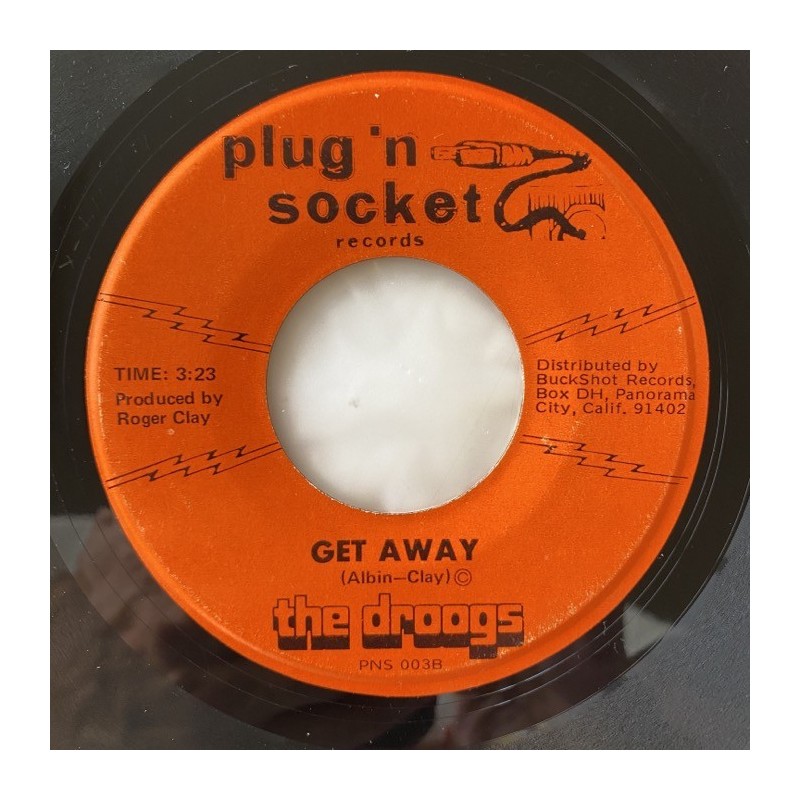 plug 'n
socket
records
TIME: 3:23
Produced by
Roger Clay
Distributed by
BuckShot Records,
Box DH, Panorama
City, Calif. 91402
GET AWAY
(Albin—Clay)©
the droogs
PNS 003B